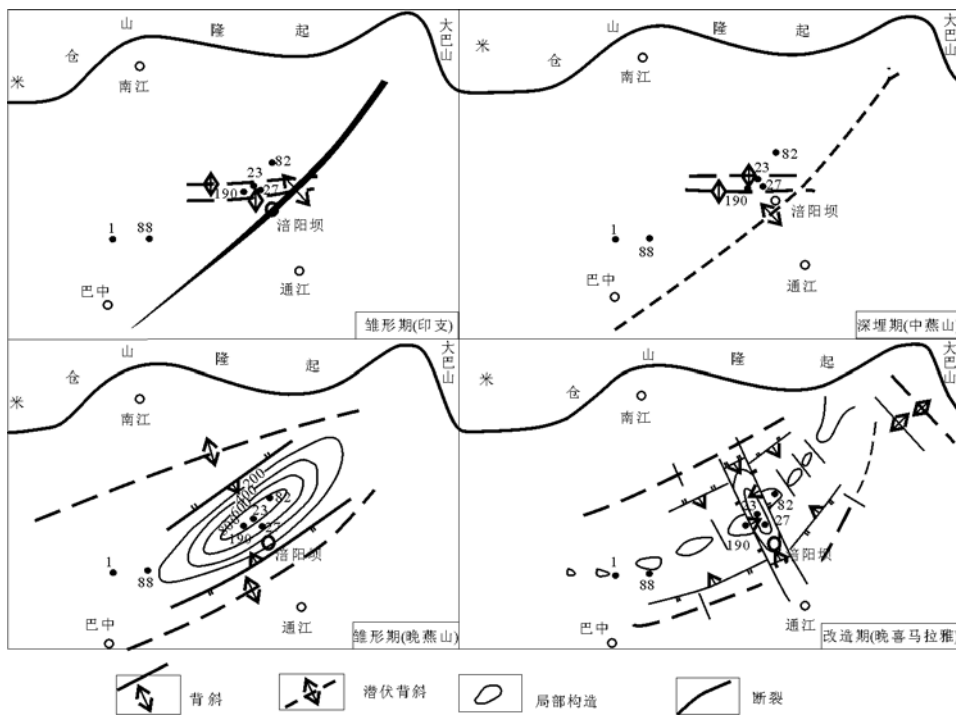 米仓山隆起
大巴山
南江
82
23
27
190
涪阳坝
1
88
巴中
通江
雏形期(印支)
米仓山隆起
大巴山
南江
82
23
190
27
涪阳坝
1
88
巴中
通江
深埋期(中燕山)
米仓山隆起
大巴山
南江
200
82
23
27
190
涪阳坝
1
88
巴中
通江
雏形期(晚燕山)
米仓山隆起
大巴山
南江
82
23
27
190
涪阳坝
1
88
巴中
通江
改造期(晚喜马拉雅)
背斜
潜伏背斜
局部构造
断裂